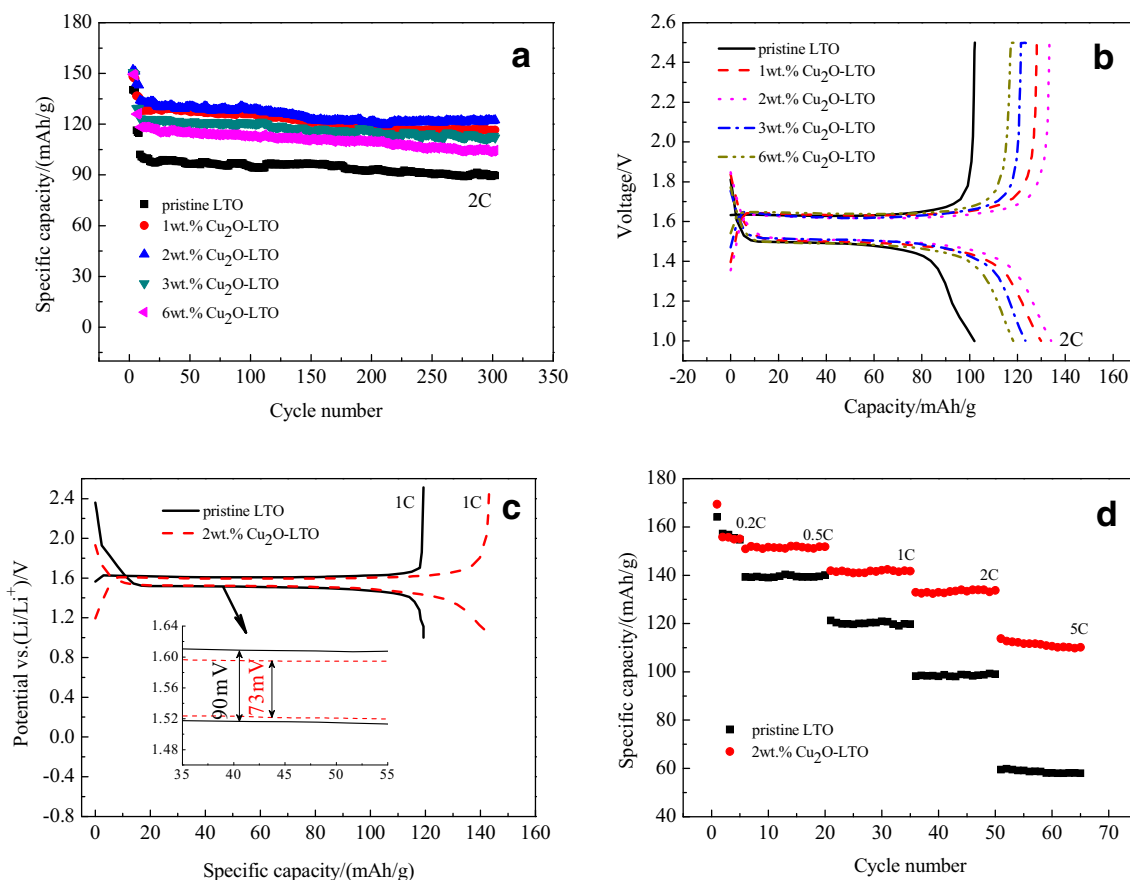 a
180
150
120
90
60
30
0
Specific capacity/(mAh/g)
2C
pristine LTO
1wt.% Cu2O-LTO
2wt.% Cu2O-LTO
3wt.% Cu2O-LTO
6wt.% Cu2O-LTO
0 50 100 150 200 250 300 350
Cycle number
b
2.6
2.4
2.2
2.0
1.8
1.6
1.4
1.2
1.0
Voltage/V
pristine LTO
1wt.% Cu2O-LTO
2wt.% Cu2O-LTO
3wt.% Cu2O-LTO
6wt.% Cu2O-LTO
2C
-20 0 20 40 60 80 100 120 140 160
Capacity/mAh/g
c
2.4
2.0
1.6
1.2
0.8
0.4
0.0
-0.4
-0.8
Potential vs.(Li/Li+)/V
pristine LTO
2wt.% Cu2O-LTO
1C 1C
1.64
1.60
1.56
1.52
1.48
90mV
73mV
35 40 45 50 55
0 20 40 60 80 100 120 140 160
Specific capacity/(mAh/g)
d
180
160
140
120
100
80
60
40
Specific capacity/(mAh/g)
0.2C
0.5C
1C
2C
5C
pristine LTO
2wt.% Cu2O-LTO
0 10 20 30 40 50 60 70
Cycle number